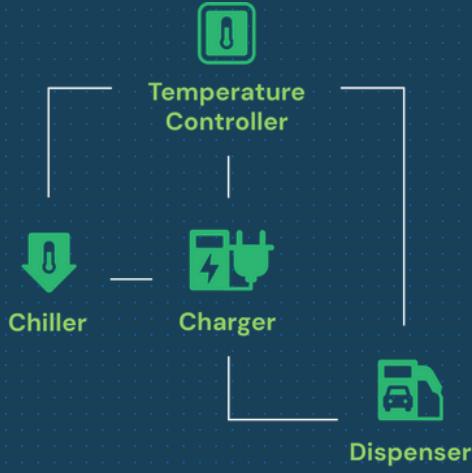 Temperature
Controller
Chiller
Charger
Dispenser